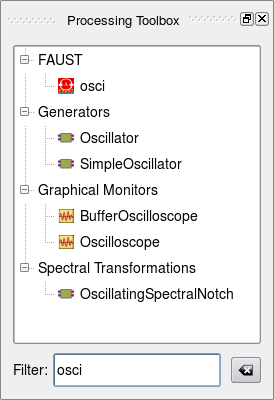 Processing Toolbox
FAUST
osci
Generators
Oscillator
SimpleOscillator
Graphical Monitors
BufferOscilloscope
Oscilloscope
Spectral Transformations
OscillatingSpectralNotch
Filter: osci